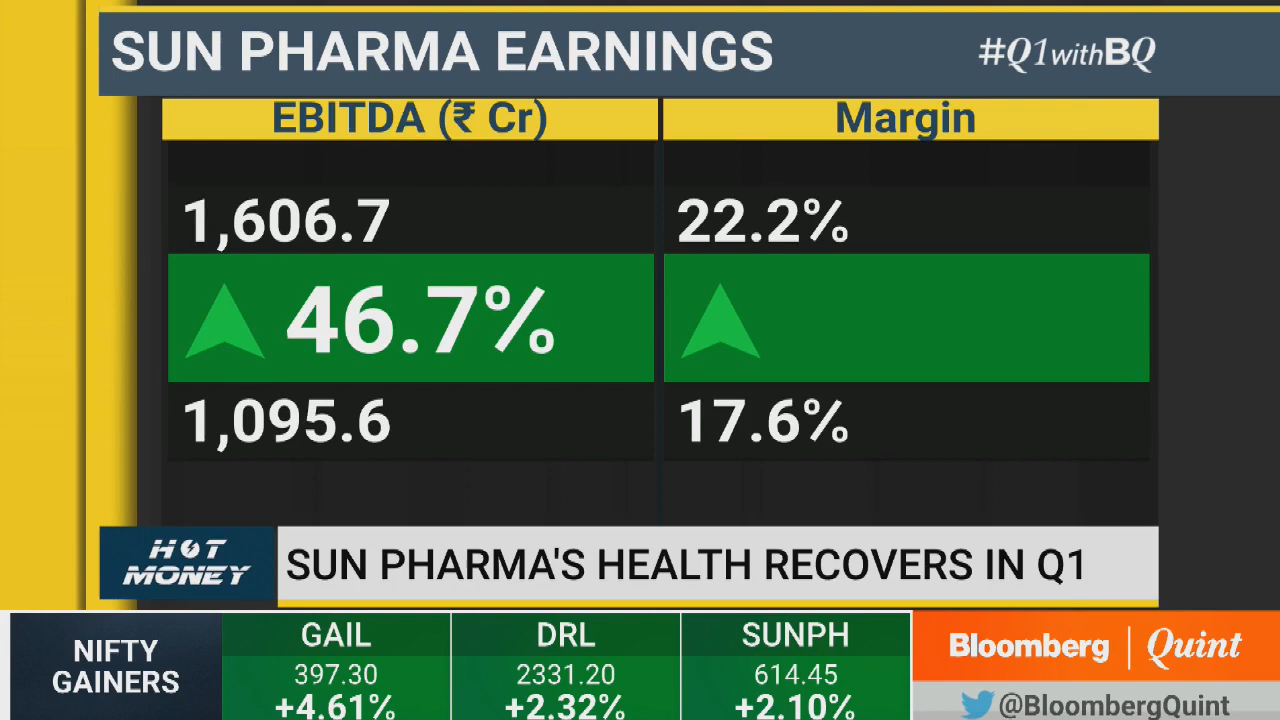 SUN PHARMA EARNINGS
#Q1withBQ
EBITDA (₹ Cr)
Margin
1,606.7
22.2%
46.7%
1,095.6
17.6%
HOT
MONEY
SUN PHARMA'S HEALTH RECOVERS IN Q1
NIFTY
GAINERS
GAIL
397.30
+4.61%
DRL
2331.20
+2.32%
SUNPH
614.45
+2.10%
Bloomberg | Quint
@BloombergQuint